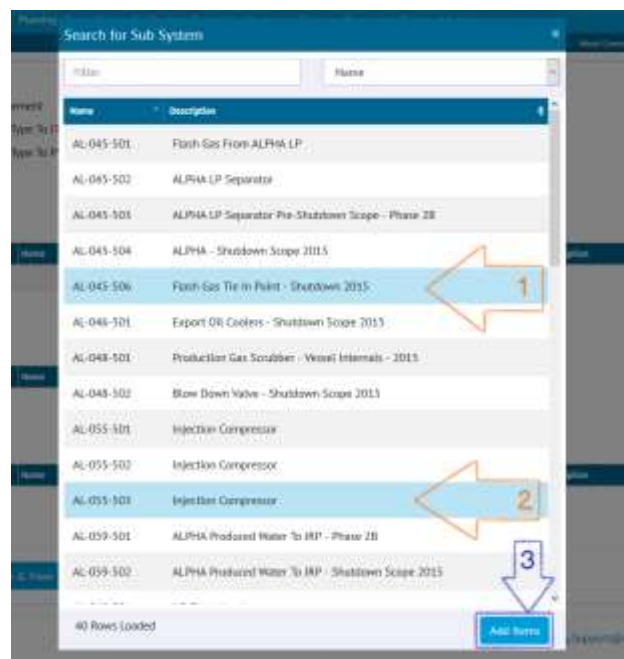 Planning
Search for Sub System
Filter
Name
Name Description
AL-045-501 Flash Gas From ALPHA LP
AL-045-502 ALPHA LP Separator
AL-045-503 ALPHA LP Separator Pre-Shutdown Scope - Phase 2B
AL-045-504 ALPHA - Shutdown Scope 2015
AL-045-506 Flash Gas Tie In Point - Shutdown 2015
1
AL-046-501 Export Oil Coolers - Shutdown Scope 2015
AL-048-501 Production Gas Scrubber - Vessel Internals - 2015
AL-048-502 Blow Down Valve - Shutdown Scope 2015
AL-055-501 Injection Compressor
AL-055-502 Injection Compressor
AL-055-503 Injection Compressor
2
AL-059-501 ALPHA Produced Water To IRP - Phase 2B
AL-059-502 ALPHA Produced Water To IRP - Shutdown Scope 2015
3
40 Rows Loaded
Add Items